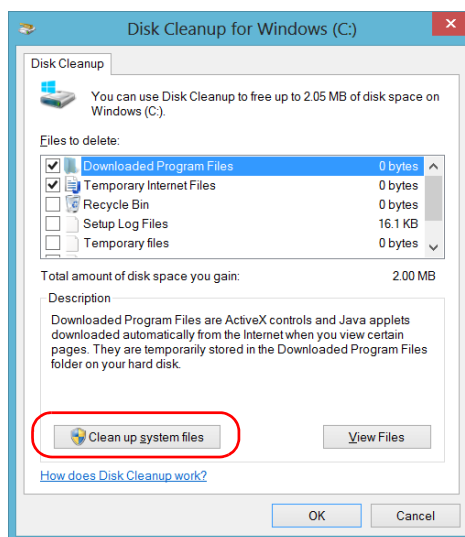 Disk Cleanup for Windows (C:)
Disk Cleanup
You can use Disk Cleanup to free up to 2.05 MB of disk space on
Windows (C:).
Files to delete:
Downloaded Program Files 0 bytes
Temporary Internet Files 0 bytes
Recycle Bin 0 bytes
Setup Log Files 16.1 KB
Temporary files 0 bytes
Total amount of disk space you gain: 2.00 MB
Description
Downloaded Program Files are ActiveX controls and Java applets
downloaded automatically from the Internet when you view certain
pages. They are temporarily stored in the Downloaded Program Files
folder on your hard disk.
Clean up system files View Files
How does Disk Cleanup work?
OK Cancel